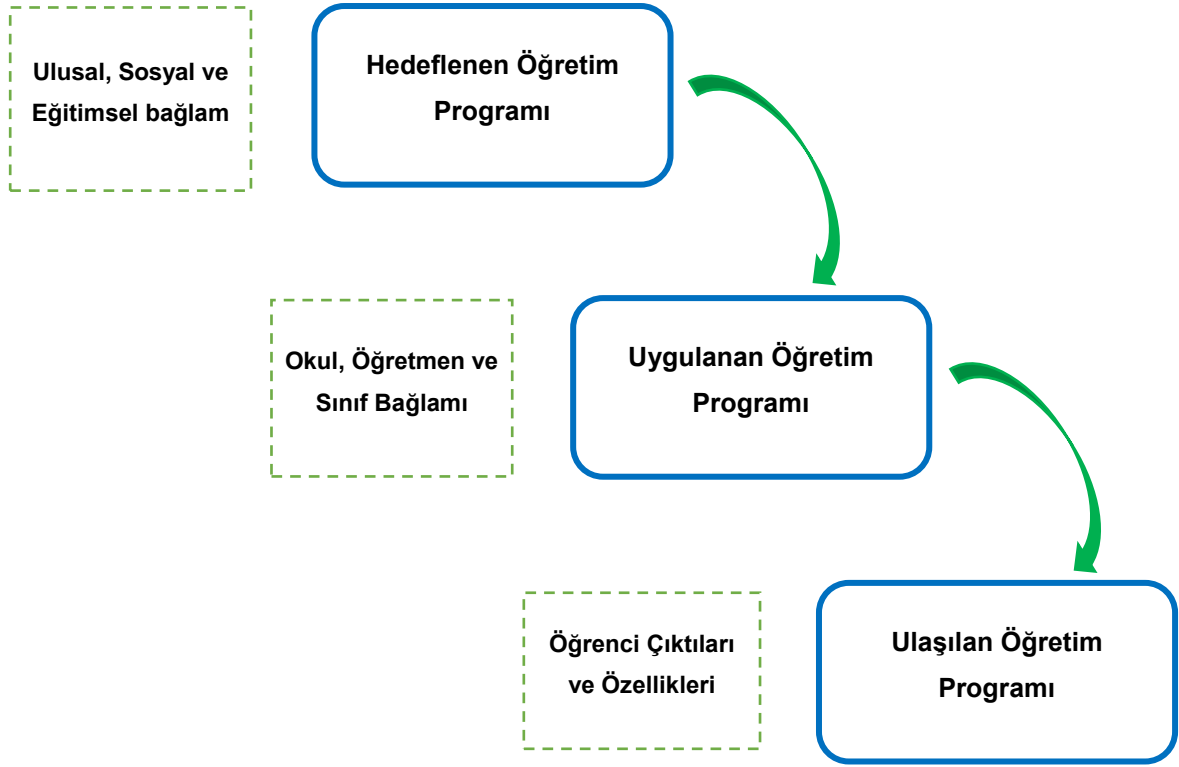 Ulusal, Sosyal ve
Eğitimsel bağlam
Hedeflenen Öğretim
Programı
Okul, Öğretmen ve
Sınıf Bağlamı
Uygulanan Öğretim
Programı
Öğrenci Çıktıları
ve Özellikleri
Ulaşılan Öğretim
Programı